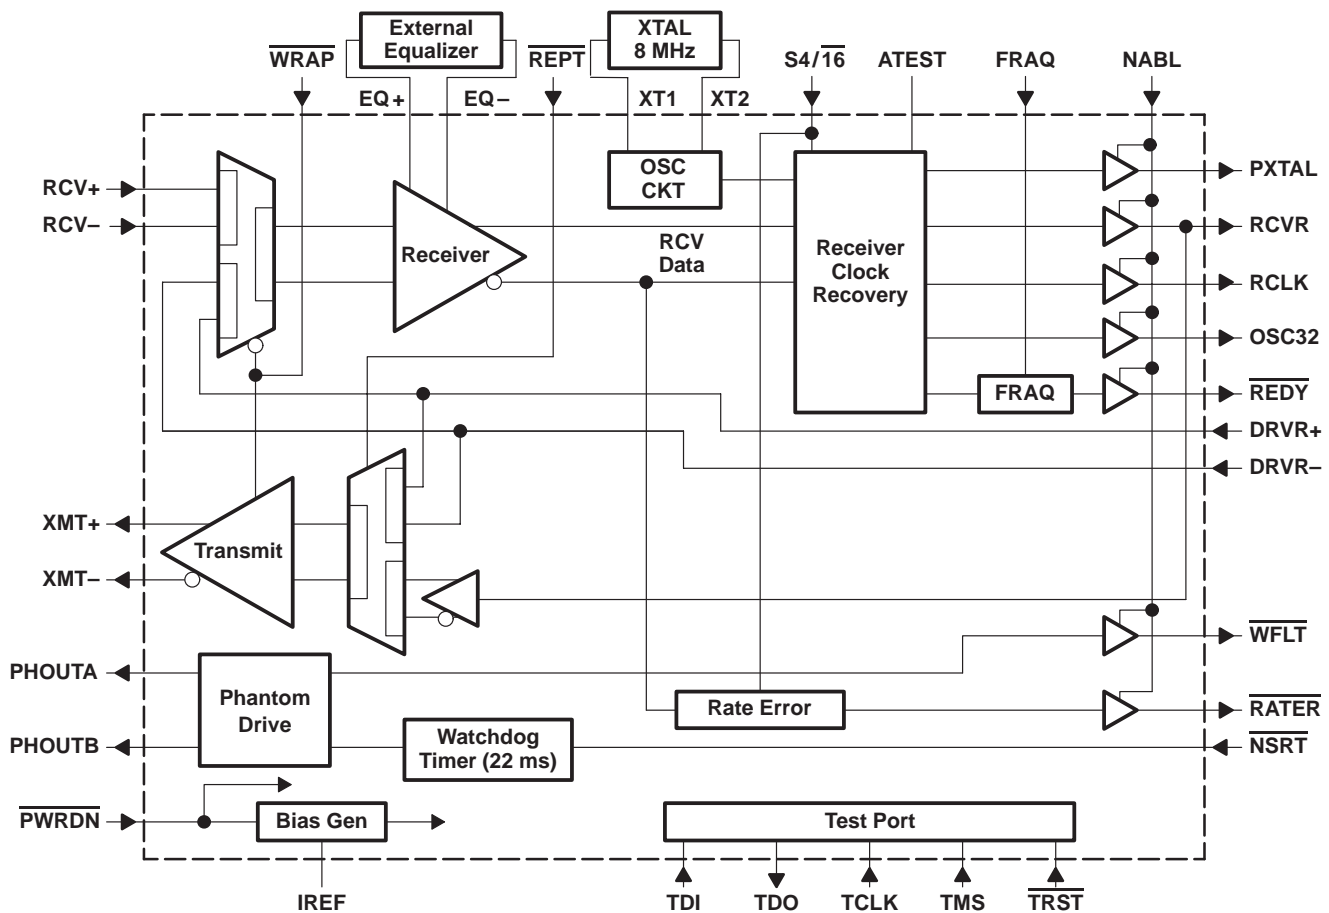 External
Equalizer
XTAL
8 MHz
WRAP
REPT
S4/16
ATEST
FRAQ
NABL
EQ+
EQ–
XT1
XT2
OSC
CKT
RCV+
RCV–
Receiver
RCV
Data
Receiver
Clock
Recovery
PXTAL
RCVR
RCLK
OSC32
FRAQ
REDY
DRVR+
DRVR–
XMT+
XMT–
Transmit
WFLT
PHOUTA
PHOUTB
Phantom
Drive
Rate Error
RATER
Watchdog
Timer (22 ms)
NSRT
PWRDN
Bias Gen
Test Port
IREF
TDI
TDO
TCLK
TMS
TRST